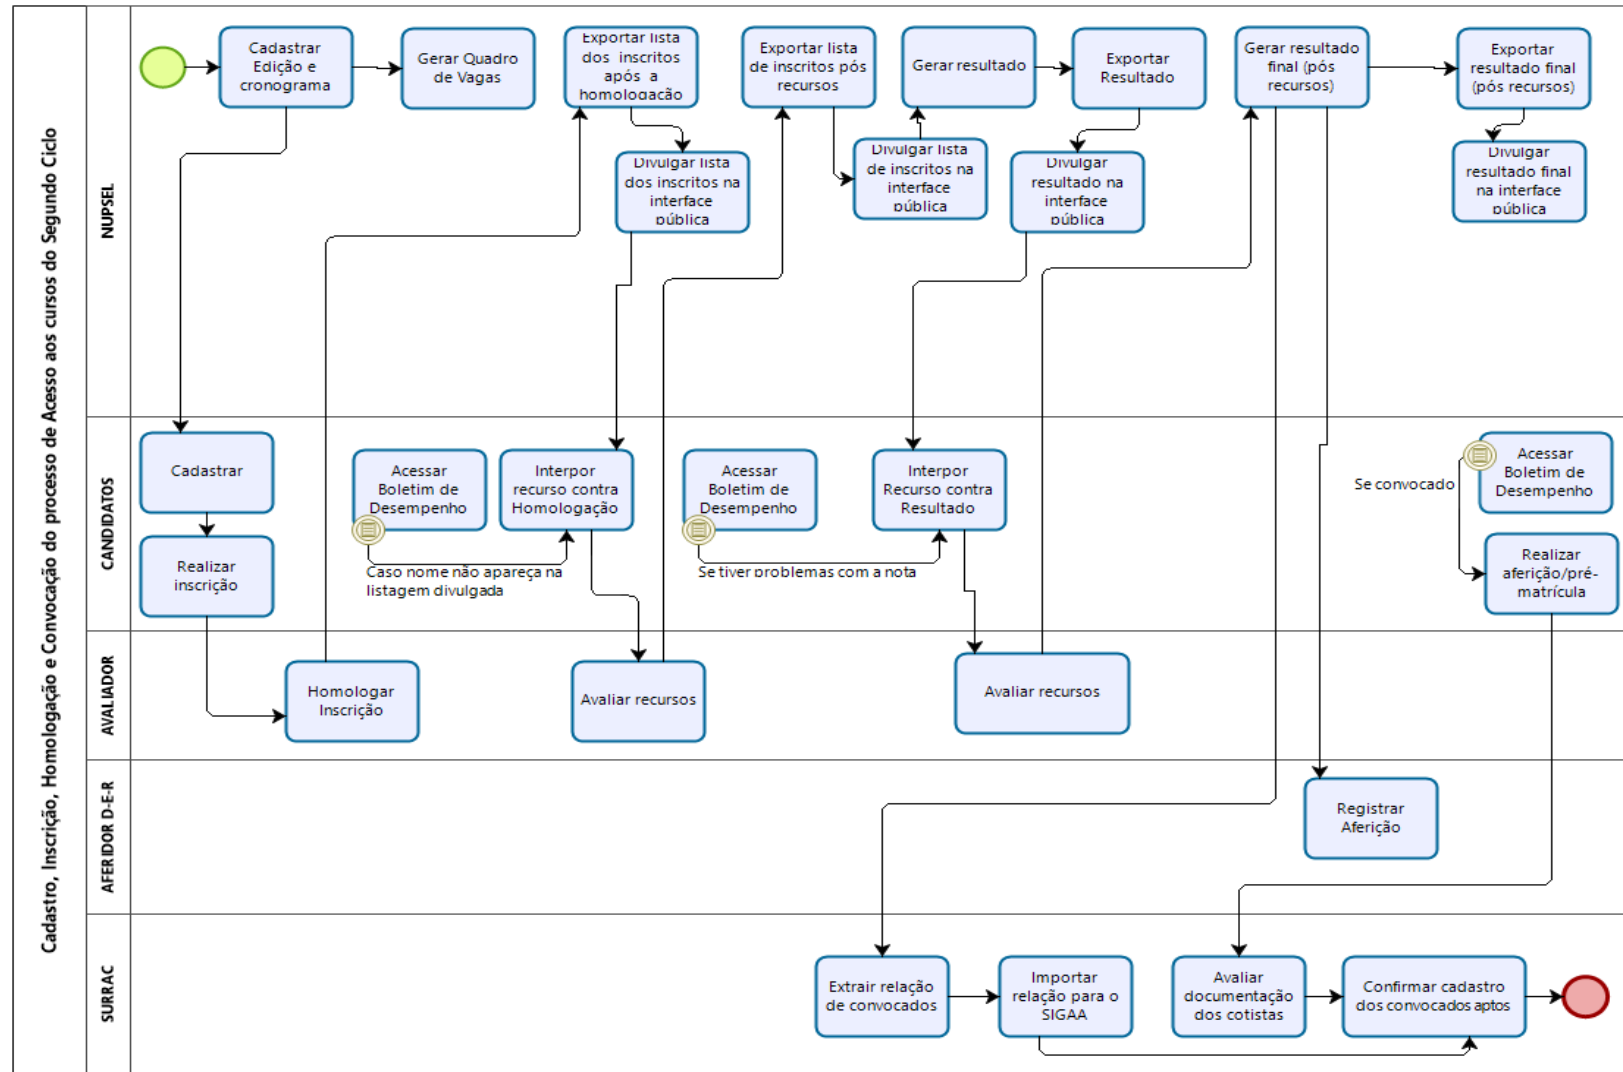 Cadastro, Inscrição, Homologação e Convocação do processo de Acesso aos cursos do Segundo Ciclo
NUPSEL
Cadastrar
Edição e
cronograma
Gerar Quadro
de Vagas
Exportar lista
dos inscritos
após a
homologação
Divulgar lista
dos inscritos na
interface
pública
Exportar lista
de inscritos pós
recursos
Divulgar lista
de inscritos na
interface
pública
Gerar resultado
Exportar
Resultado
Divulgar
resultado na
interface
pública
Gerar resultado
final (pós
recursos)
Exportar
resultado final
(pós recursos)
Divulgar
resultado final
na interface
pública
CANDIDATOS
Cadastrar
Realizar
inscrição
Acessar
Boletim de
Desempenho
Caso nome não apareça na
listagem divulgada
Interpor
recurso contra
Homologação
Acessar
Boletim de
Desempenho
Se tiver problemas com a nota
Interpor
Recurso contra
Resultado
Se convocado
Acessar
Boletim de
Desempenho
Realizar
aferição/pré-
matrícula
AVALIADOR
Homologar
Inscrição
Avaliar recursos
Avaliar recursos
AFERIDOR D-E-R
Registrar
Aferição
SURRAC
Extrair relação
de convocados
Importar
relação para o
SIGAA
Avaliar
documentação
dos cotistas
Confirmar cadastro
dos convocados aptos